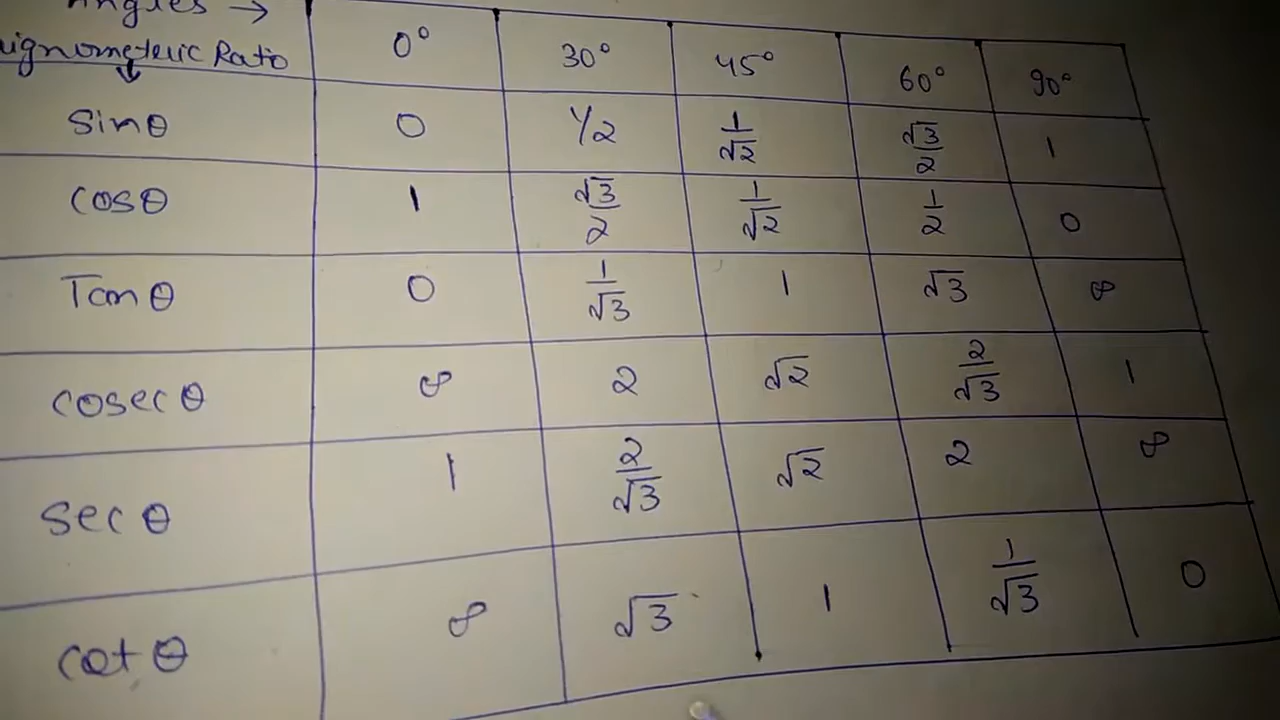 Angles →
rignometeric Ratio ↓ 0° 30° 45° 60° 90°
Sinθ 0 1/2 1/√2 √3/2 1
Cosθ 1 √3/2 1/√2 1/2 0
Tanθ 0 1/√3 1 √3 ∞
Cosecθ ∞ 2 √2 2/√3 1
Secθ 1 2/√3 √2 2 ∞
Cotθ ∞ √3 1 1/√3 0